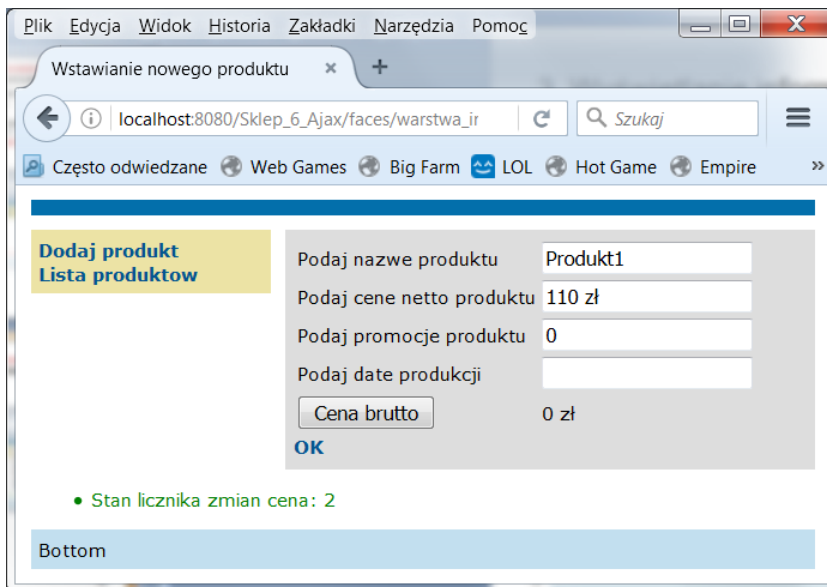 Plik Edycja Widok Historia Zakładki Narzędzia Pomoc
Wstawianie nowego produktu
localhost:8080/Sklep_6_Ajax/faces/warstwa_ir
Szukaj
Często odwiedzane Web Games Big Farm LOL Hot Game Empire
Dodaj produkt
Lista produktow
Podaj nazwe produktu Produkt1
Podaj cene netto produktu 110 zł
Podaj promocje produktu 0
Podaj date produkcji
Cena brutto 0 zł
OK
• Stan licznika zmian cena: 2
Bottom